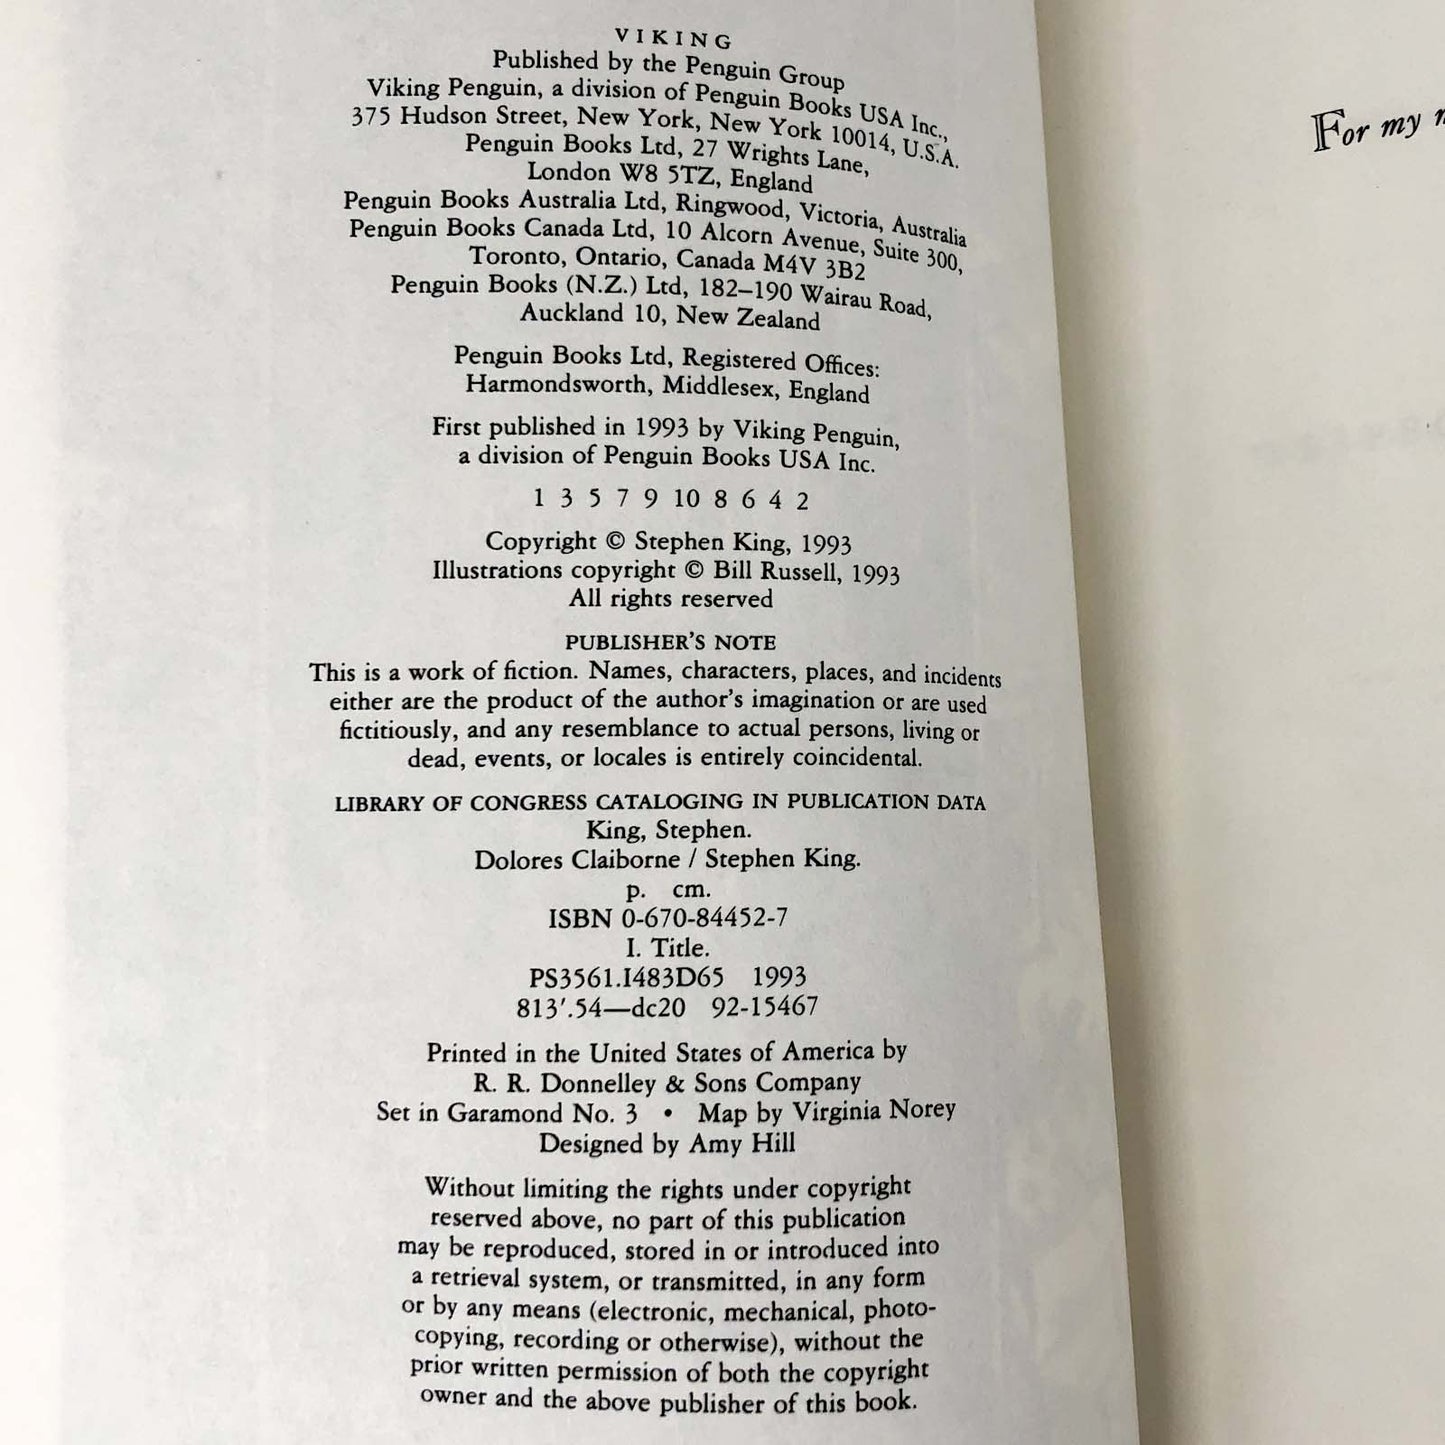 VIKING
Published by the Penguin Group
Viking Penguin, a division of Penguin Books USA Inc.,
375 Hudson Street, New York, New York 10014, U.S.A.
Penguin Books Ltd, 27 Wrights Lane,
London W8 5TZ, England
Penguin Books Australia Ltd, Ringwood, Victoria, Australia
Penguin Books Canada Ltd, 10 Alcorn Avenue, Suite 300,
Toronto, Ontario, Canada M4V 3B2
Penguin Books (N.Z.) Ltd, 182–190 Wairau Road,
Auckland 10, New Zealand
Penguin Books Ltd, Registered Offices:
Harmondsworth, Middlesex, England
First published in 1993 by Viking Penguin,
a division of Penguin Books USA Inc.
1 3 5 7 9 10 8 6 4 2
Copyright © Stephen King, 1993
Illustrations copyright © Bill Russell, 1993
All rights reserved
PUBLISHER'S NOTE
This is a work of fiction. Names, characters, places, and incidents
either are the product of the author's imagination or are used
fictitiously, and any resemblance to actual persons, living or
dead, events, or locales is entirely coincidental.
LIBRARY OF CONGRESS CATALOGING IN PUBLICATION DATA
King, Stephen.
Dolores Claiborne / Stephen King.
p. cm.
ISBN 0-670-84452-7
I. Title.
PS3561.I483D65 1993
813'.54—dc20 92-15467
Printed in the United States of America by
R. R. Donnelley & Sons Company
Set in Garamond No. 3 • Map by Virginia Norey
Designed by Amy Hill
Without limiting the rights under copyright
reserved above, no part of this publication
may be reproduced, stored in or introduced into
a retrieval system, or transmitted, in any form
or by any means (electronic, mechanical, photo-
copying, recording or otherwise), without the
prior written permission of both the copyright
owner and the above publisher of this book.
For my